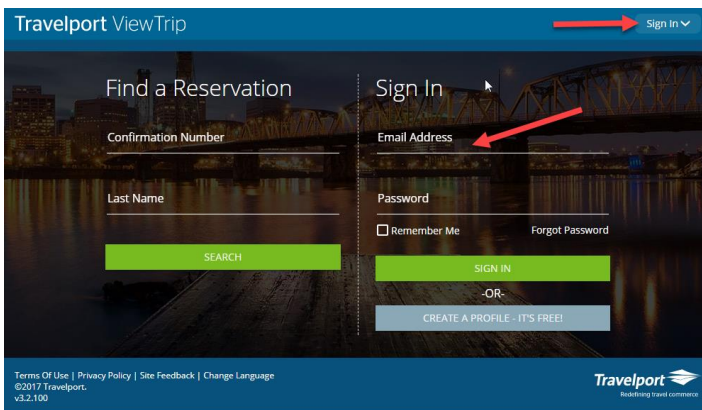 Travelport ViewTrip
Sign In
Find a Reservation
Confirmation Number
Last Name
SEARCH
Sign In
Email Address
Password
Remember Me
Forgot Password
SIGN IN
-OR-
CREATE A PROFILE - IT'S FREE!
Terms Of Use | Privacy Policy | Site Feedback | Change Language
©2017 Travelport.
v3.2.100
Travelport
Redefining travel commerce